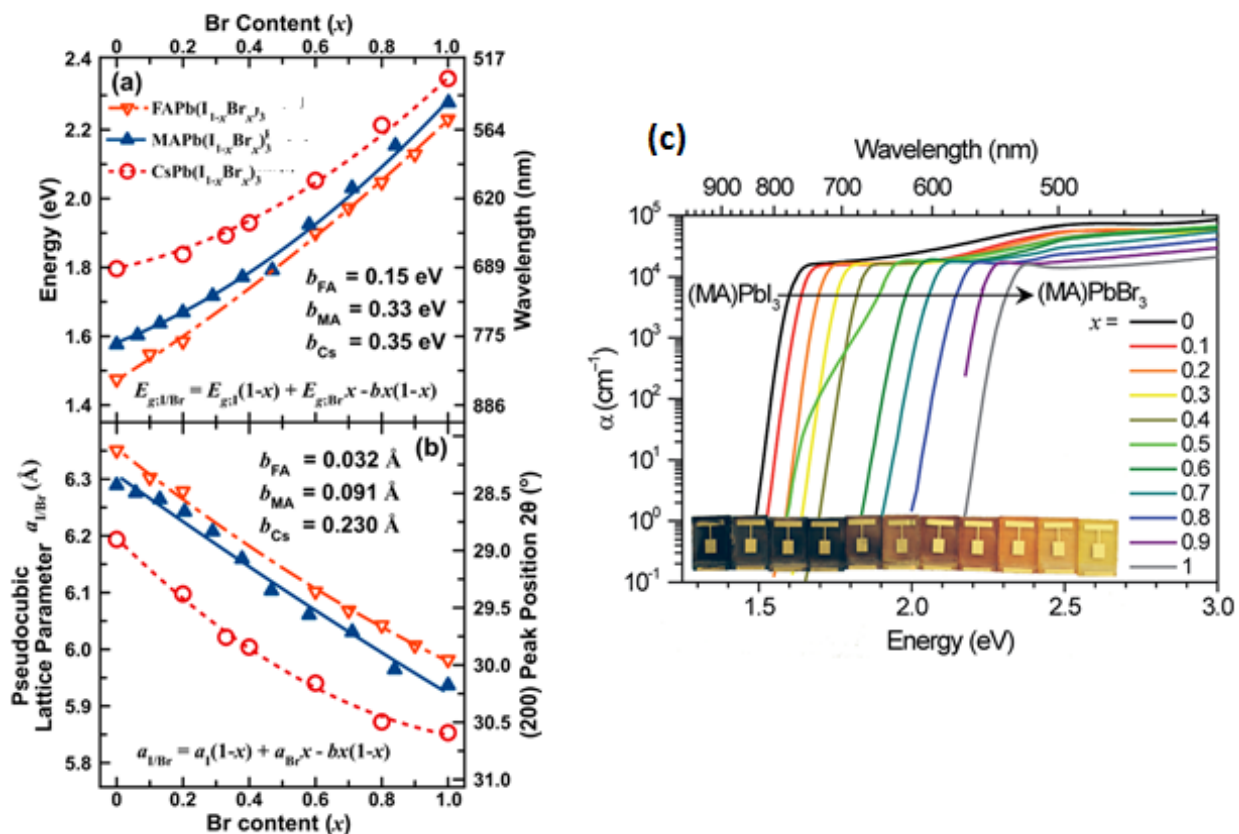 Br Content (x)
0 0.2 0.4 0.6 0.8 1.0
(a)
FAPb(I1-xBrx)3
MAPb(I1-xBrx)3
CsPb(I1-xBrx)3
Energy (eV)
2.4
2.2
2.0
1.8
1.6
1.4
Wavelength (nm)
517
564
620
689
775
886
bFA = 0.15 eV
bMA = 0.33 eV
bCs = 0.35 eV
Eg;I/Br = Eg;I(1-x) + Eg;Brx - bx(1-x)
(b)
bFA = 0.032 Å
bMA = 0.091 Å
bCs = 0.230 Å
Pseudocubic
Lattice Parameter aI/Br (Å)
6.3
6.2
6.1
6.0
5.9
5.8
(200) Peak Position 2θ (°)
28.5
29.0
29.5
30.0
30.5
31.0
aI/Br = aI(1-x) + aBrx - bx(1-x)
0 0.2 0.4 0.6 0.8 1.0
Br content (x)
(c)
Wavelength (nm)
900 800 700 600 500
α (cm-1)
10^5
10^4
10^3
10^2
10^1
10^0
10^-1
(MA)PbI3
(MA)PbBr3
x =
0
0.1
0.2
0.3
0.4
0.5
0.6
0.7
0.8
0.9
1
1.5 2.0 2.5 3.0
Energy (eV)